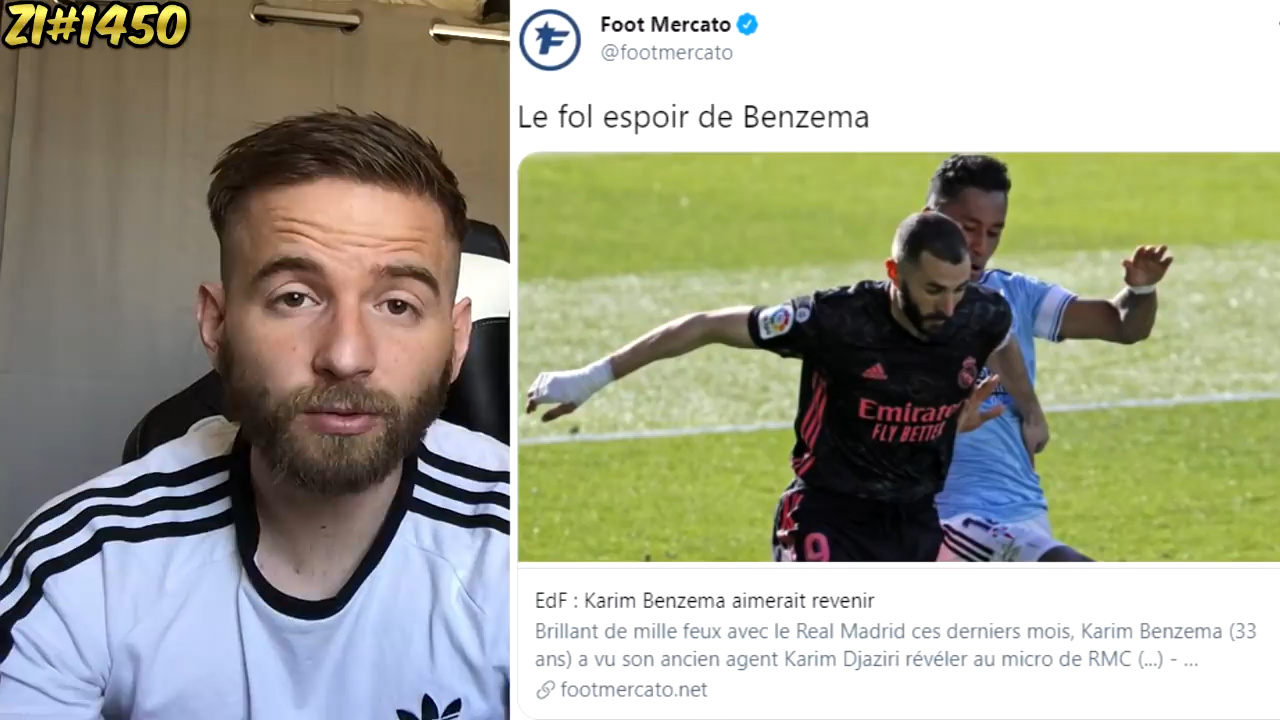 ZI#1450
Foot Mercato
@footmercato
Le fol espoir de Benzema
Emirate
FLY BETTER
9
EdF : Karim Benzema aimerait revenir
Brillant de mille feux avec le Real Madrid ces derniers mois, Karim Benzema (33
ans) a vu son ancien agent Karim Djaziri révéler au micro de RMC (...) - ...
footmercato.net